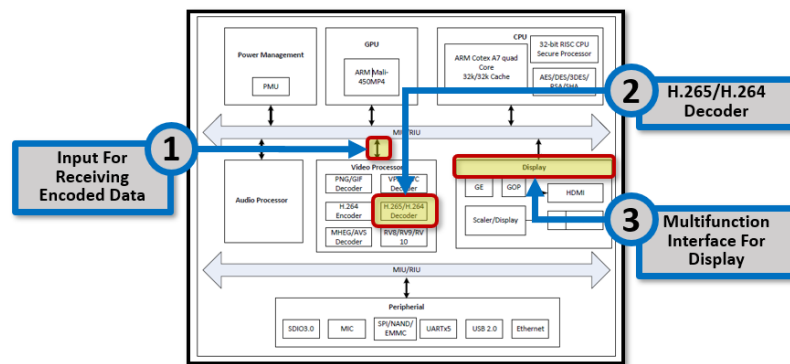 Power Management
PMU
GPU
ARM Mali-
450MP4
CPU
ARM Cotex A7 quad
Core
32k/32k Cache
32-bit RISC CPU
Secure Processor
AES/DES/3DES/
RSA/SHA
2
H.265/H.264
Decoder
MIU/RIU
1
Input For
Receiving
Encoded Data
Audio Processor
Video Processor
PNG/GIF
Decoder
Decoder
H.264
Encoder
H.265/H.264
Decoder
MHEG/AVS
Decoder
RV8/RV9/RV
10
Display
GE
GOP
HDMI
Scaler/Display
3
Multifunction
Interface For
Display
MIU/RIU
Peripherial
SDIO3.0
MIC
SPI/NAND/
EMMC
UARTx5
USB 2.0
Ethernet